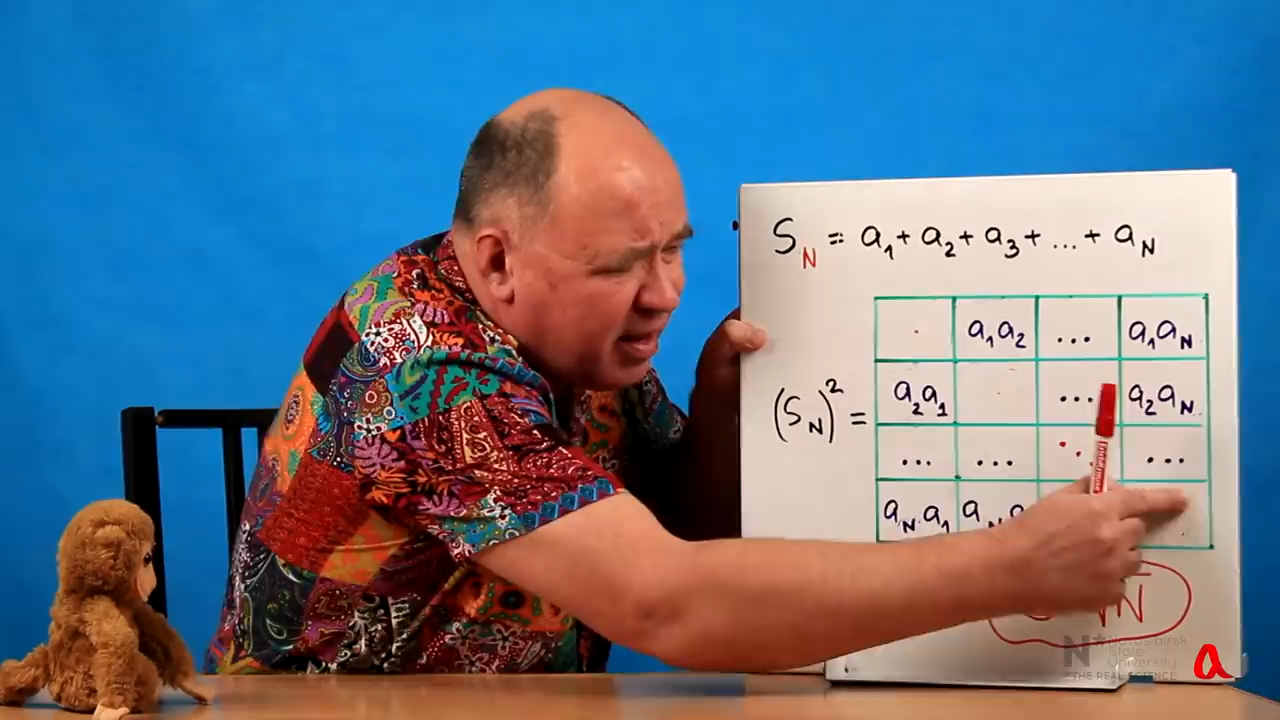 S_N = a_1 + a_2 + a_3 + ... + a_N
a_1a_2 ... a_1a_N
(S_N)^2 = a_2a_1 ... a_2a_N
... ... ...
a_N a_1 a_N
√N
N* Novosibirsk
State
University
*THE REAL SCIENCE
a